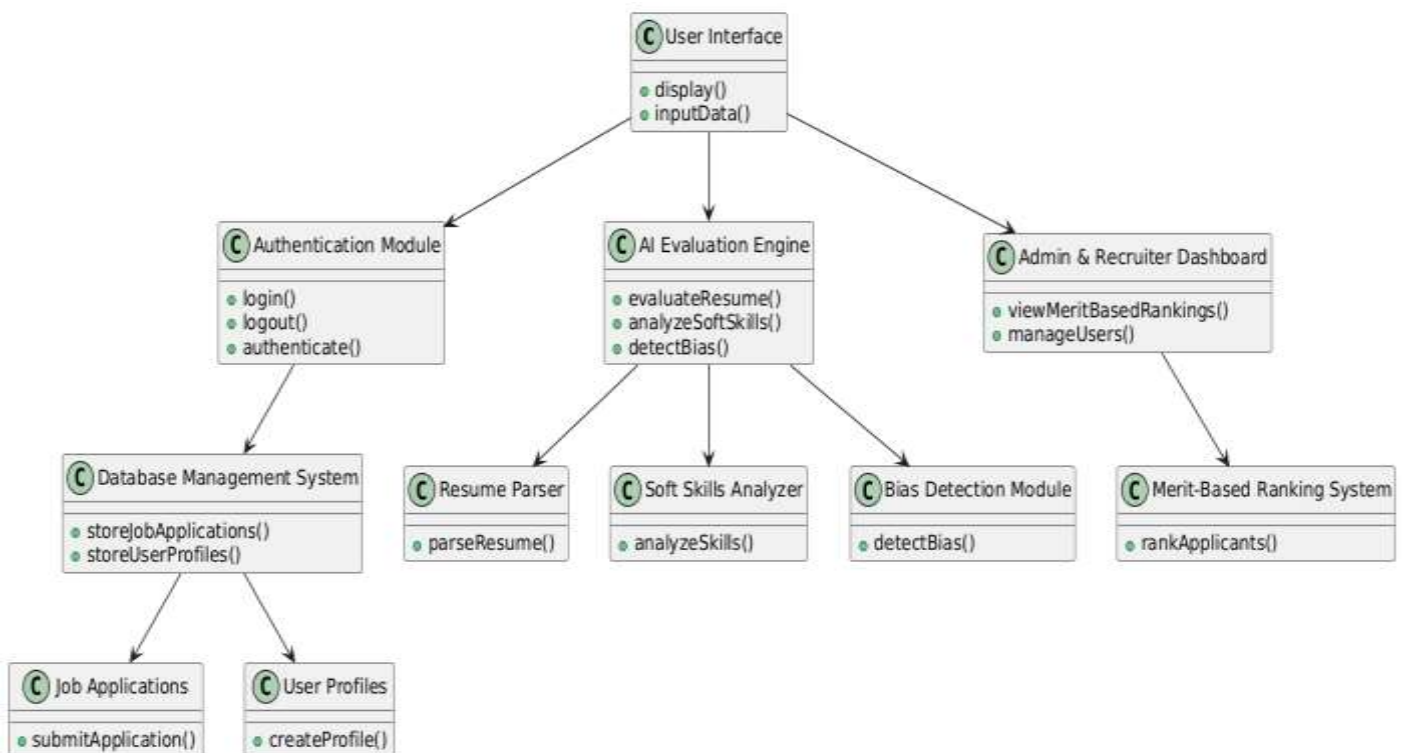 C User Interface
display()
inputData()
C Authentication Module
login()
logout()
authenticate()
C AI Evaluation Engine
evaluateResume()
analyzeSoftSkills()
detectBias()
C Admin & Recruiter Dashboard
viewMeritBasedRankings()
manageUsers()
C Database Management System
storeJobApplications()
storeUserProfiles()
C Resume Parser
parseResume()
C Soft Skills Analyzer
analyzeSkills()
C Bias Detection Module
detectBias()
C Merit-Based Ranking System
rankApplicants()
C Job Applications
submitApplication()
C User Profiles
createProfile()